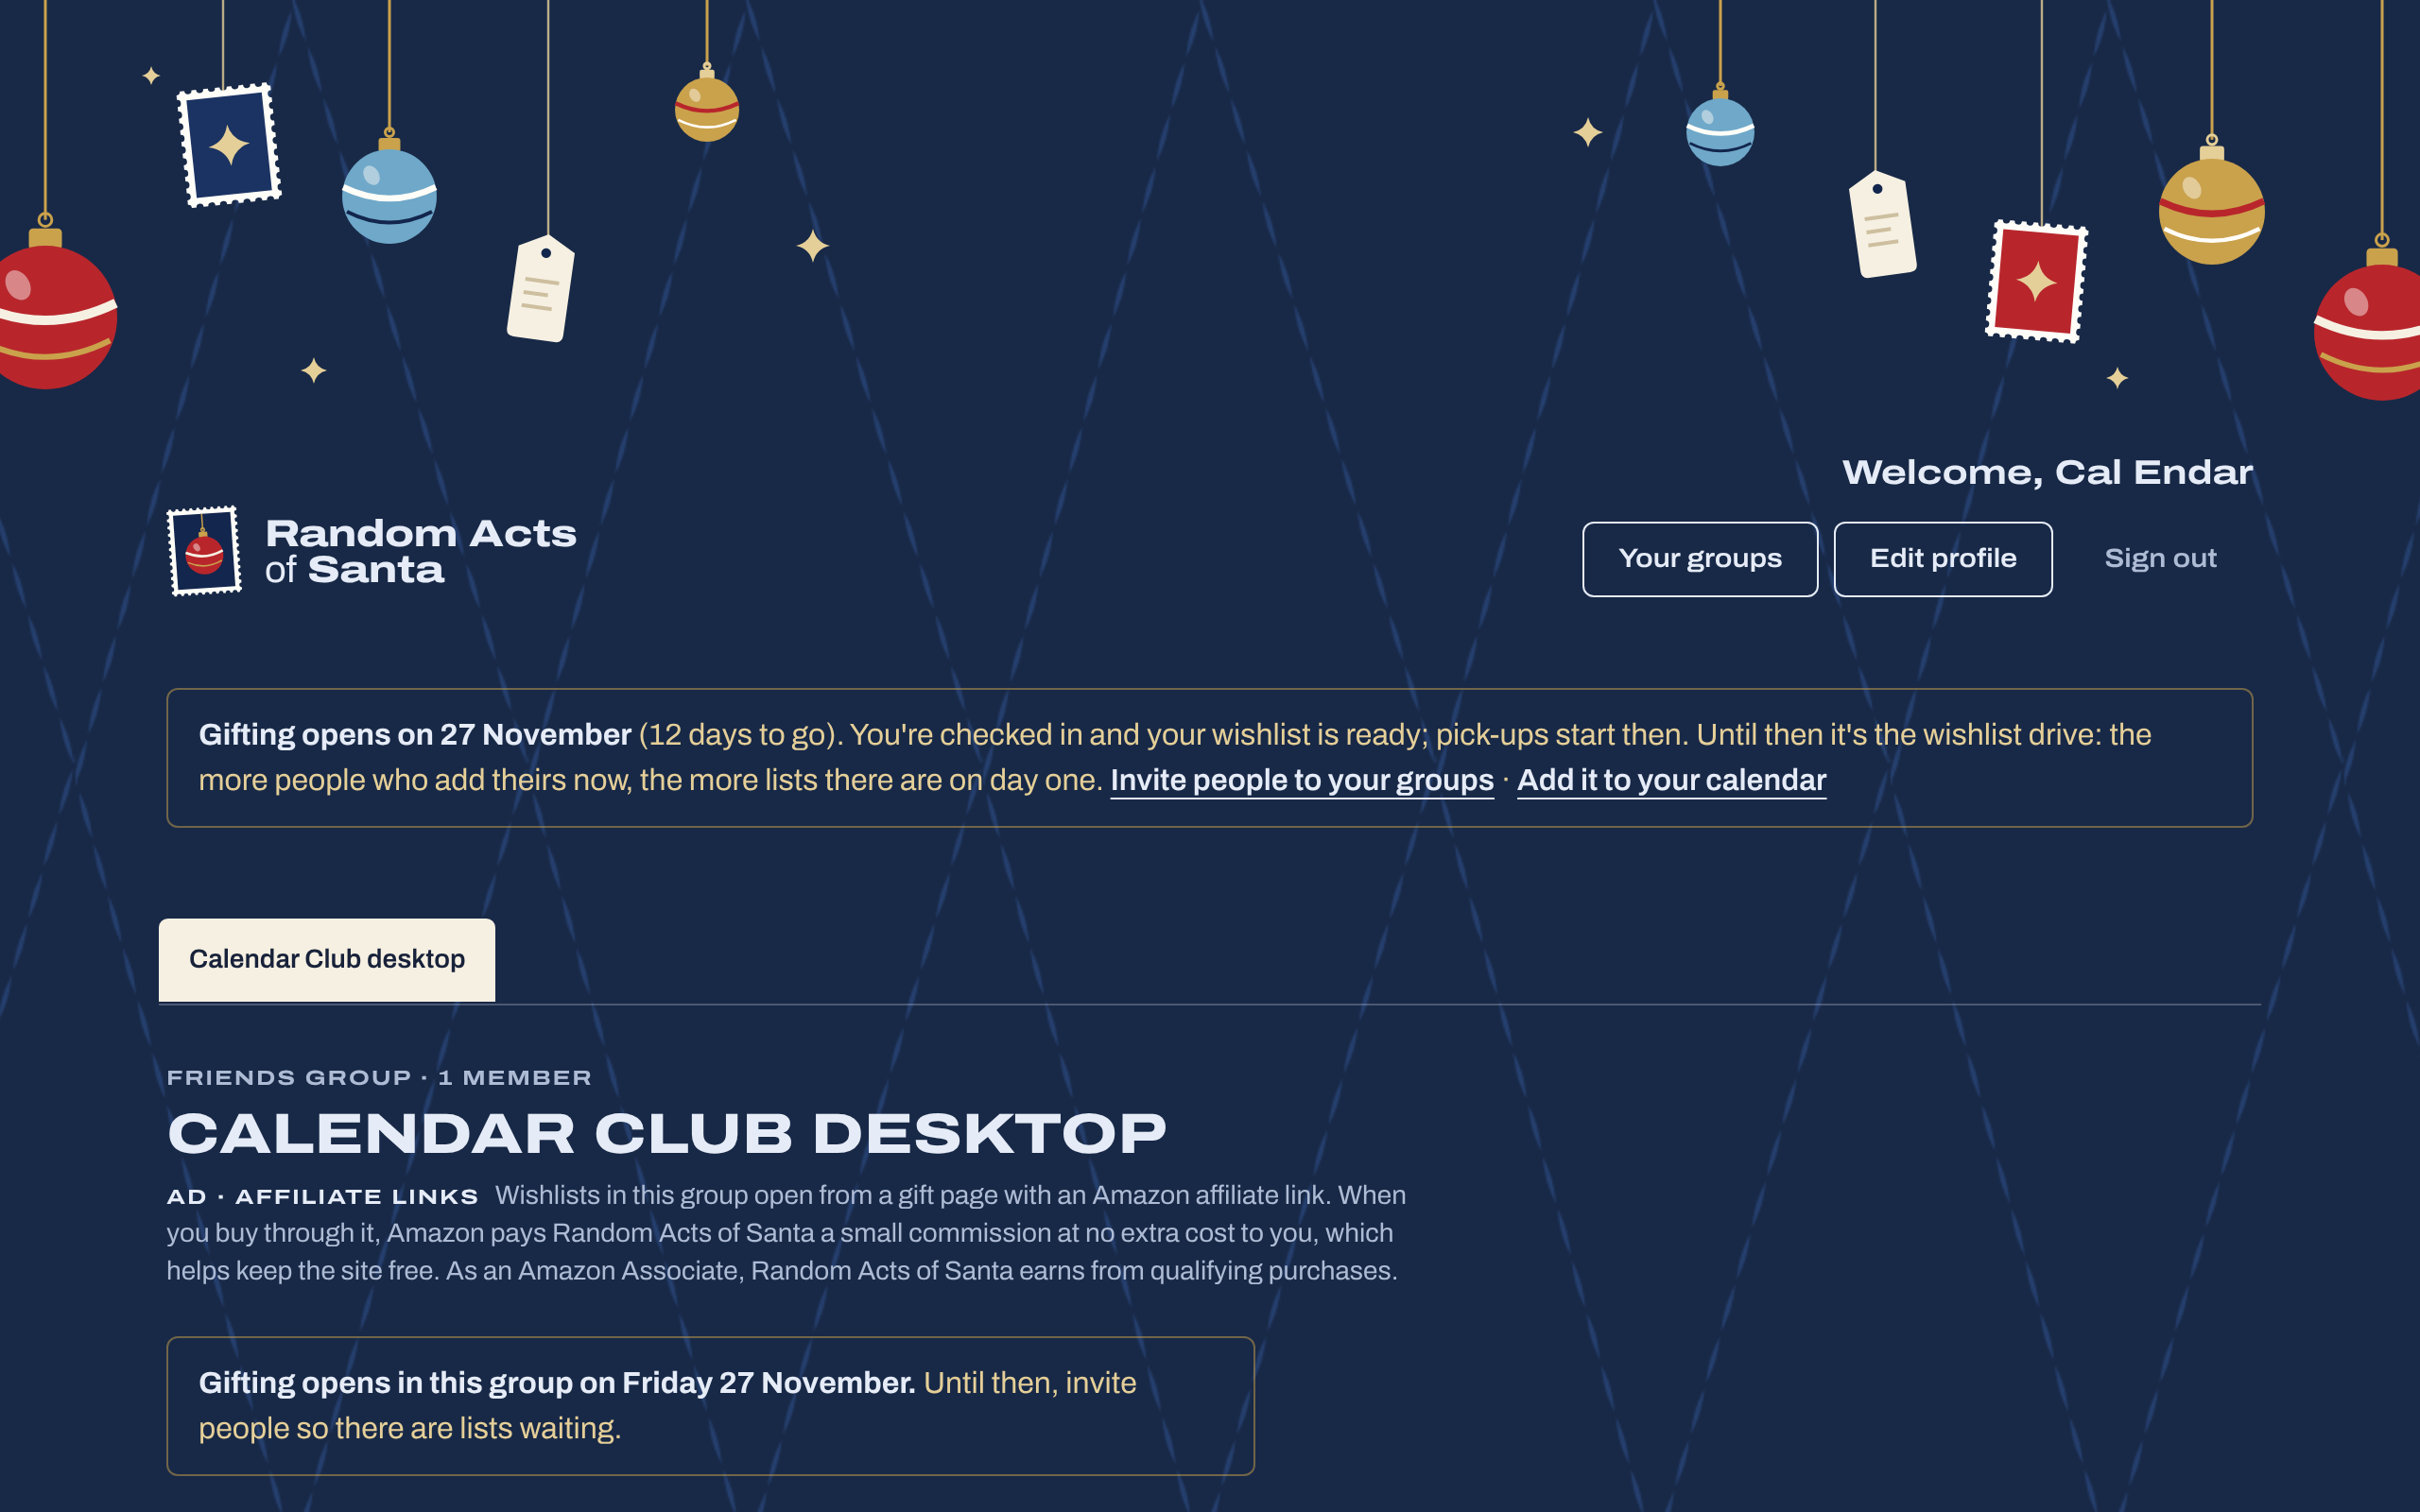 Welcome, Cal Endar
Random Acts
of Santa
Your groups
Edit profile
Sign out
Gifting opens on 27 November (12 days to go). You're checked in and your wishlist is ready; pick-ups start then. Until then it's the wishlist drive: the
more people who add theirs now, the more lists there are on day one. Invite people to your groups · Add it to your calendar
Calendar Club desktop
FRIENDS GROUP · 1 MEMBER
CALENDAR CLUB DESKTOP
AD · AFFILIATE LINKS Wishlists in this group open from a gift page with an Amazon affiliate link. When
you buy through it, Amazon pays Random Acts of Santa a small commission at no extra cost to you, which
helps keep the site free. As an Amazon Associate, Random Acts of Santa earns from qualifying purchases.
Gifting opens in this group on Friday 27 November. Until then, invite
people so there are lists waiting.